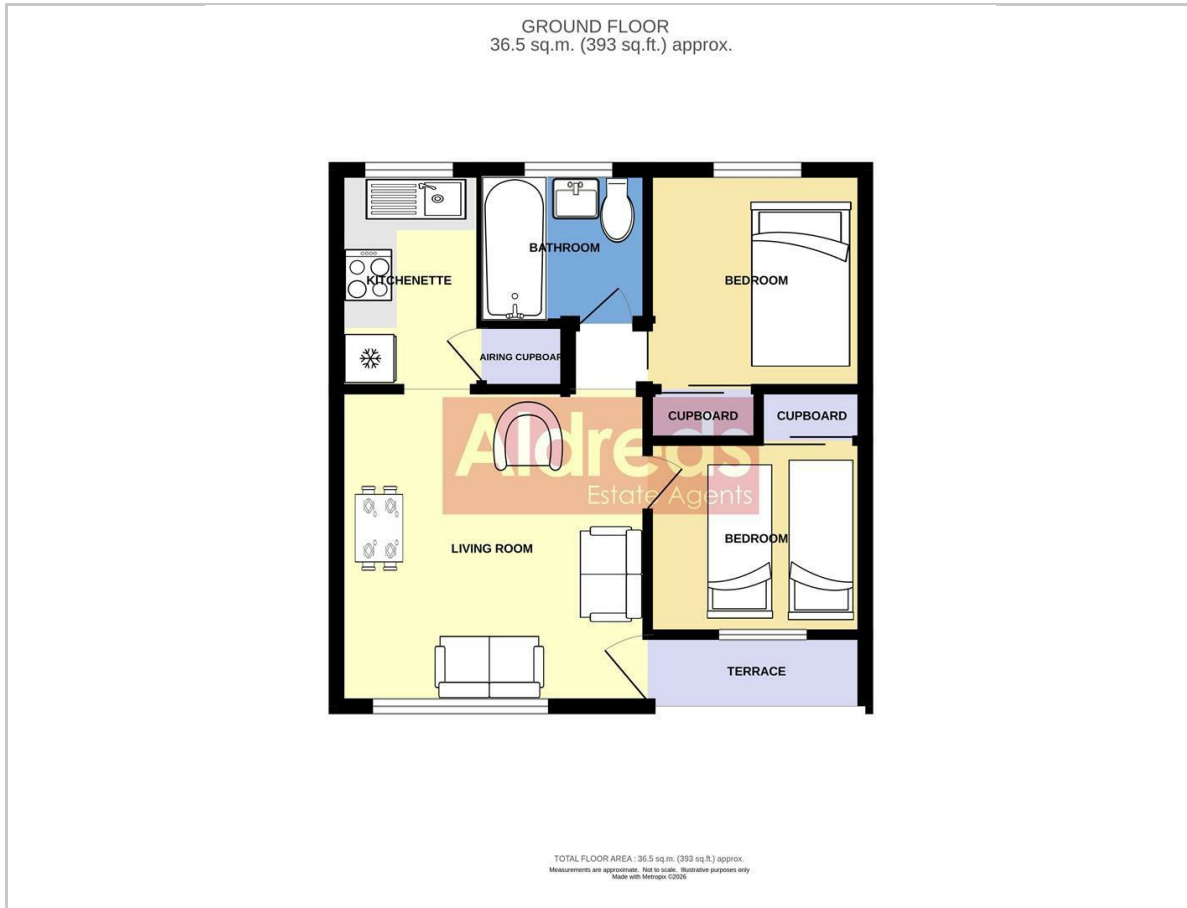 GROUND FLOOR
36.5 sq.m. (393 sq.ft.) approx.
BATHROOM
KITCHENETTE
BEDROOM
AIRING CUPBOAR
CUPBOARD
CUPBOARD
Aldreds
Estate Agents
BEDROOM
LIVING ROOM
TERRACE
TOTAL FLOOR AREA : 36.5 sq.m. (393 sq.ft.) approx.
Measurements are approximate. Not to scale. Illustrative purposes only
Made with Metropix ©2026